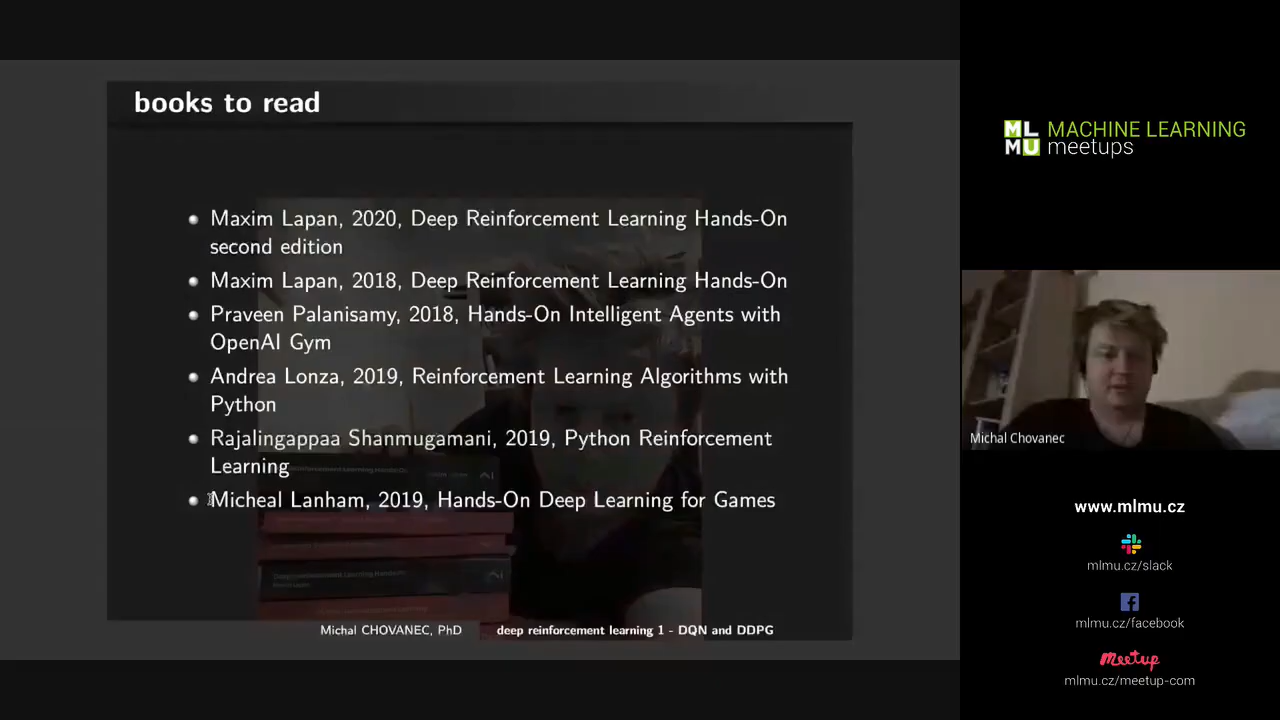 books to read
Maxim Lapan, 2020, Deep Reinforcement Learning Hands-On
second edition
Maxim Lapan, 2018, Deep Reinforcement Learning Hands-On
Praveen Palanisamy, 2018, Hands-On Intelligent Agents with
OpenAI Gym
Andrea Lonza, 2019, Reinforcement Learning Algorithms with
Python
Rajalingappaa Shanmugamani, 2019, Python Reinforcement
Learning
Micheal Lanham, 2019, Hands-On Deep Learning for Games
Michal CHOVANEC, PhD
deep reinforcement learning 1 - DQN and DDPG
ML
MU
MACHINE LEARNING
meetups
Michal Chovanec
www.mlmu.cz
mlmu.cz/slack
mlmu.cz/facebook
Meetup
mlmu.cz/meetup-com